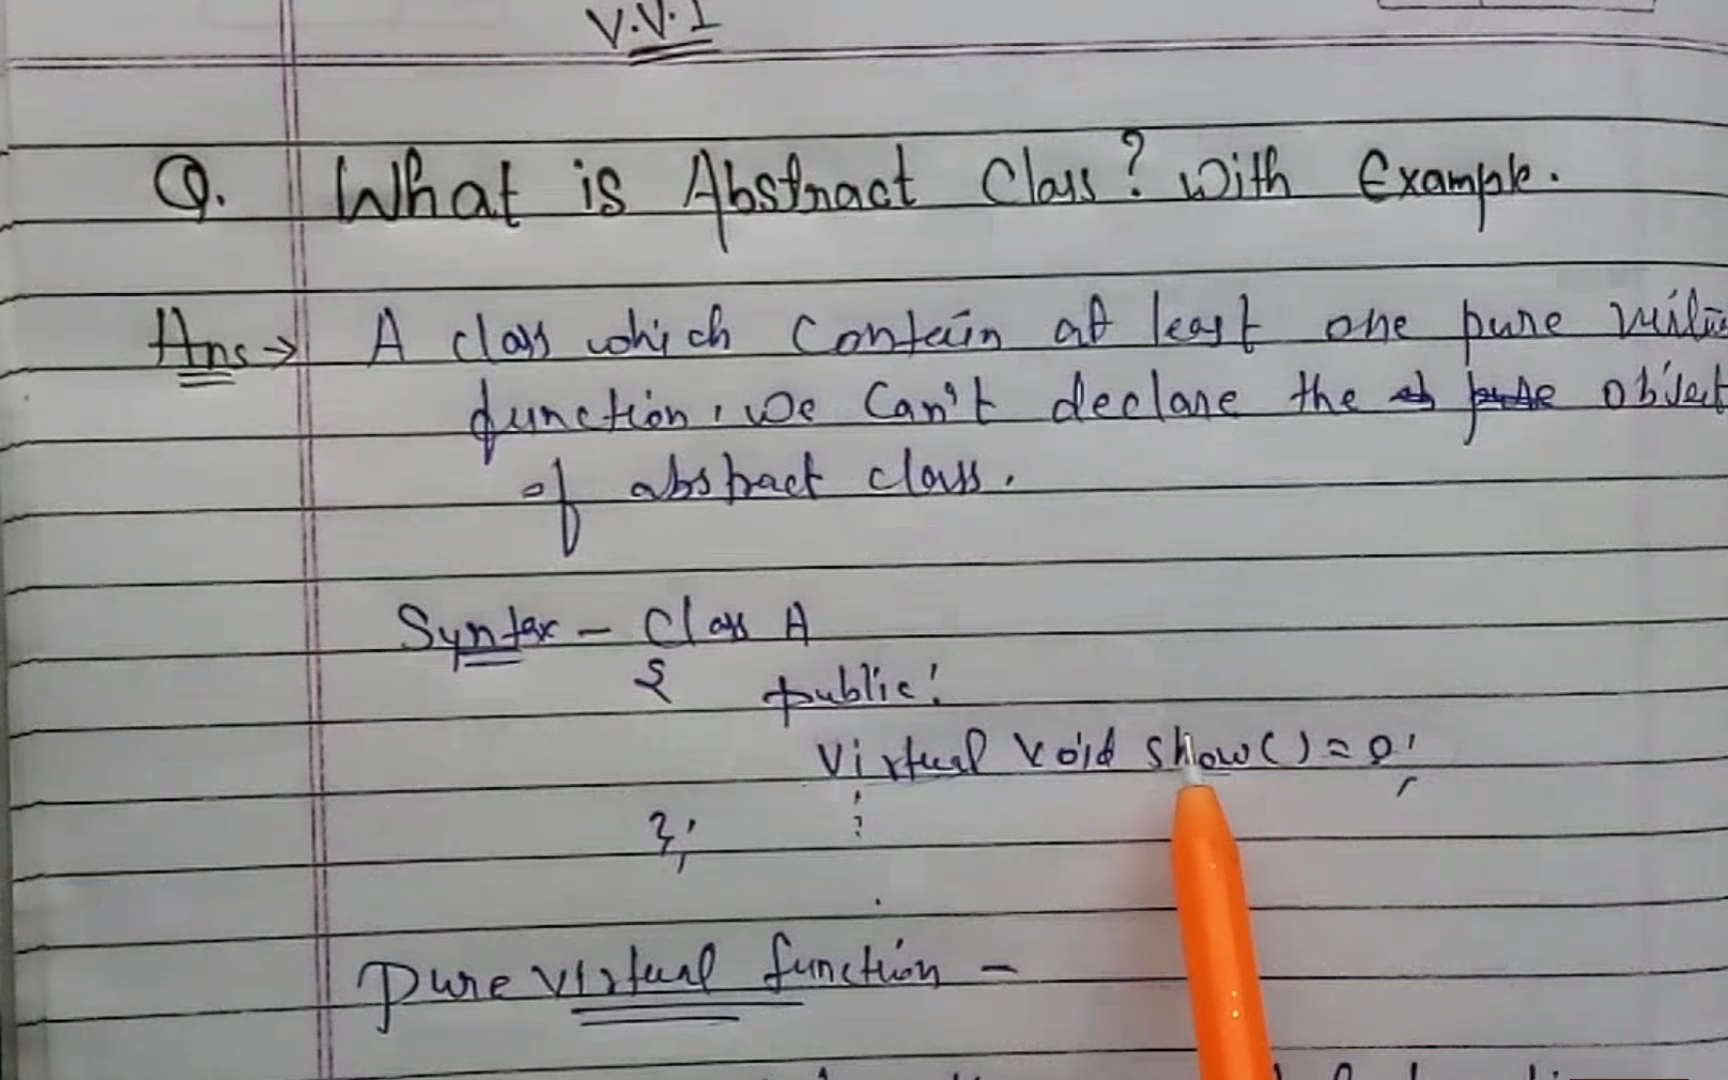 V.V.I
Q. What is Abstract Class? With Example.
Ans → A class which contain at least one pure
function, we can't declare the object
of abstract class.
Syntax - Class A
{ public:
Virtual Void Show() = 0;
};
Pure virtual function -